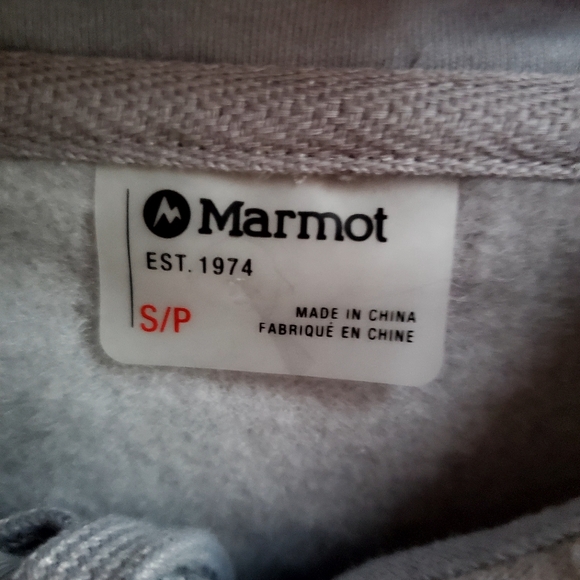 Marmot
EST. 1974
S/P
MADE IN CHINA
FABRIQUÉ EN CHINE